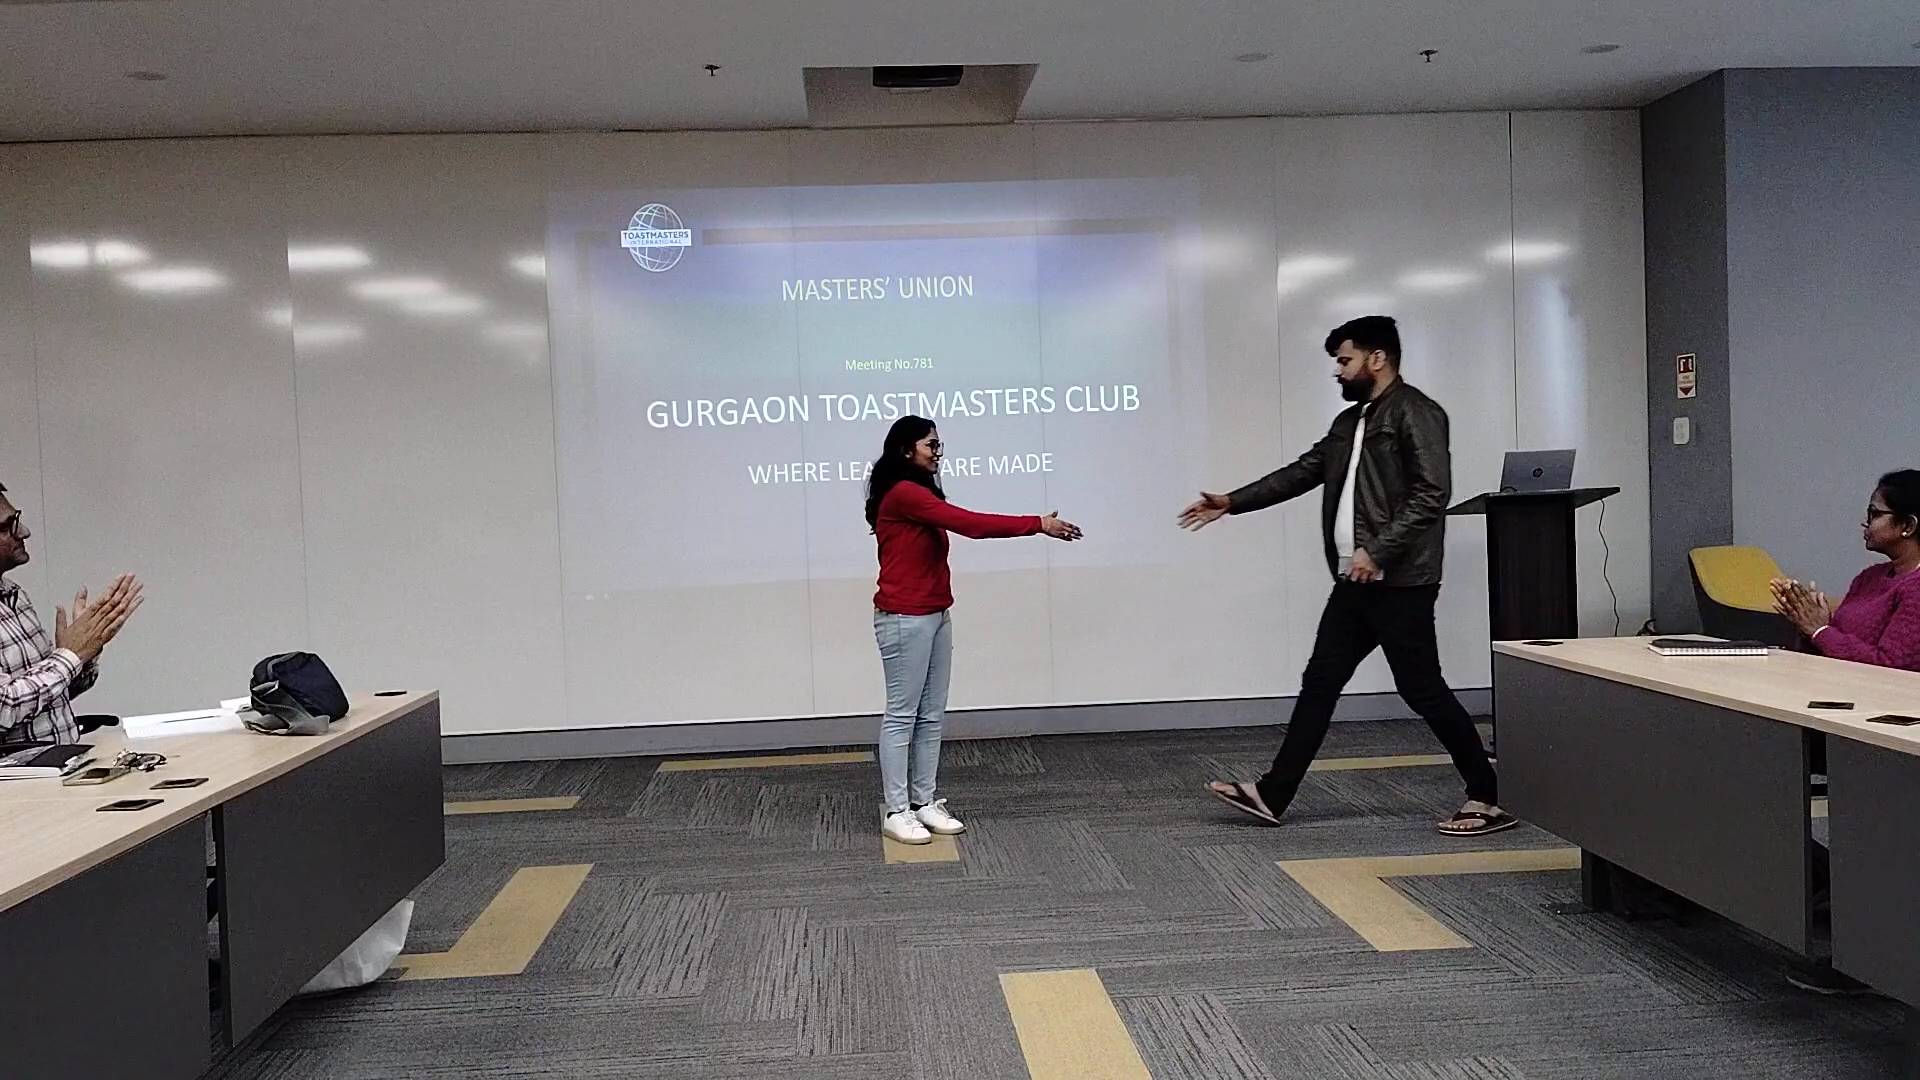 TOASTMASTERS
INTERNATIONAL
MASTERS' UNION
Meeting No.781
GURGAON TOASTMASTERS CLUB
WHERE LEA ARE MADE